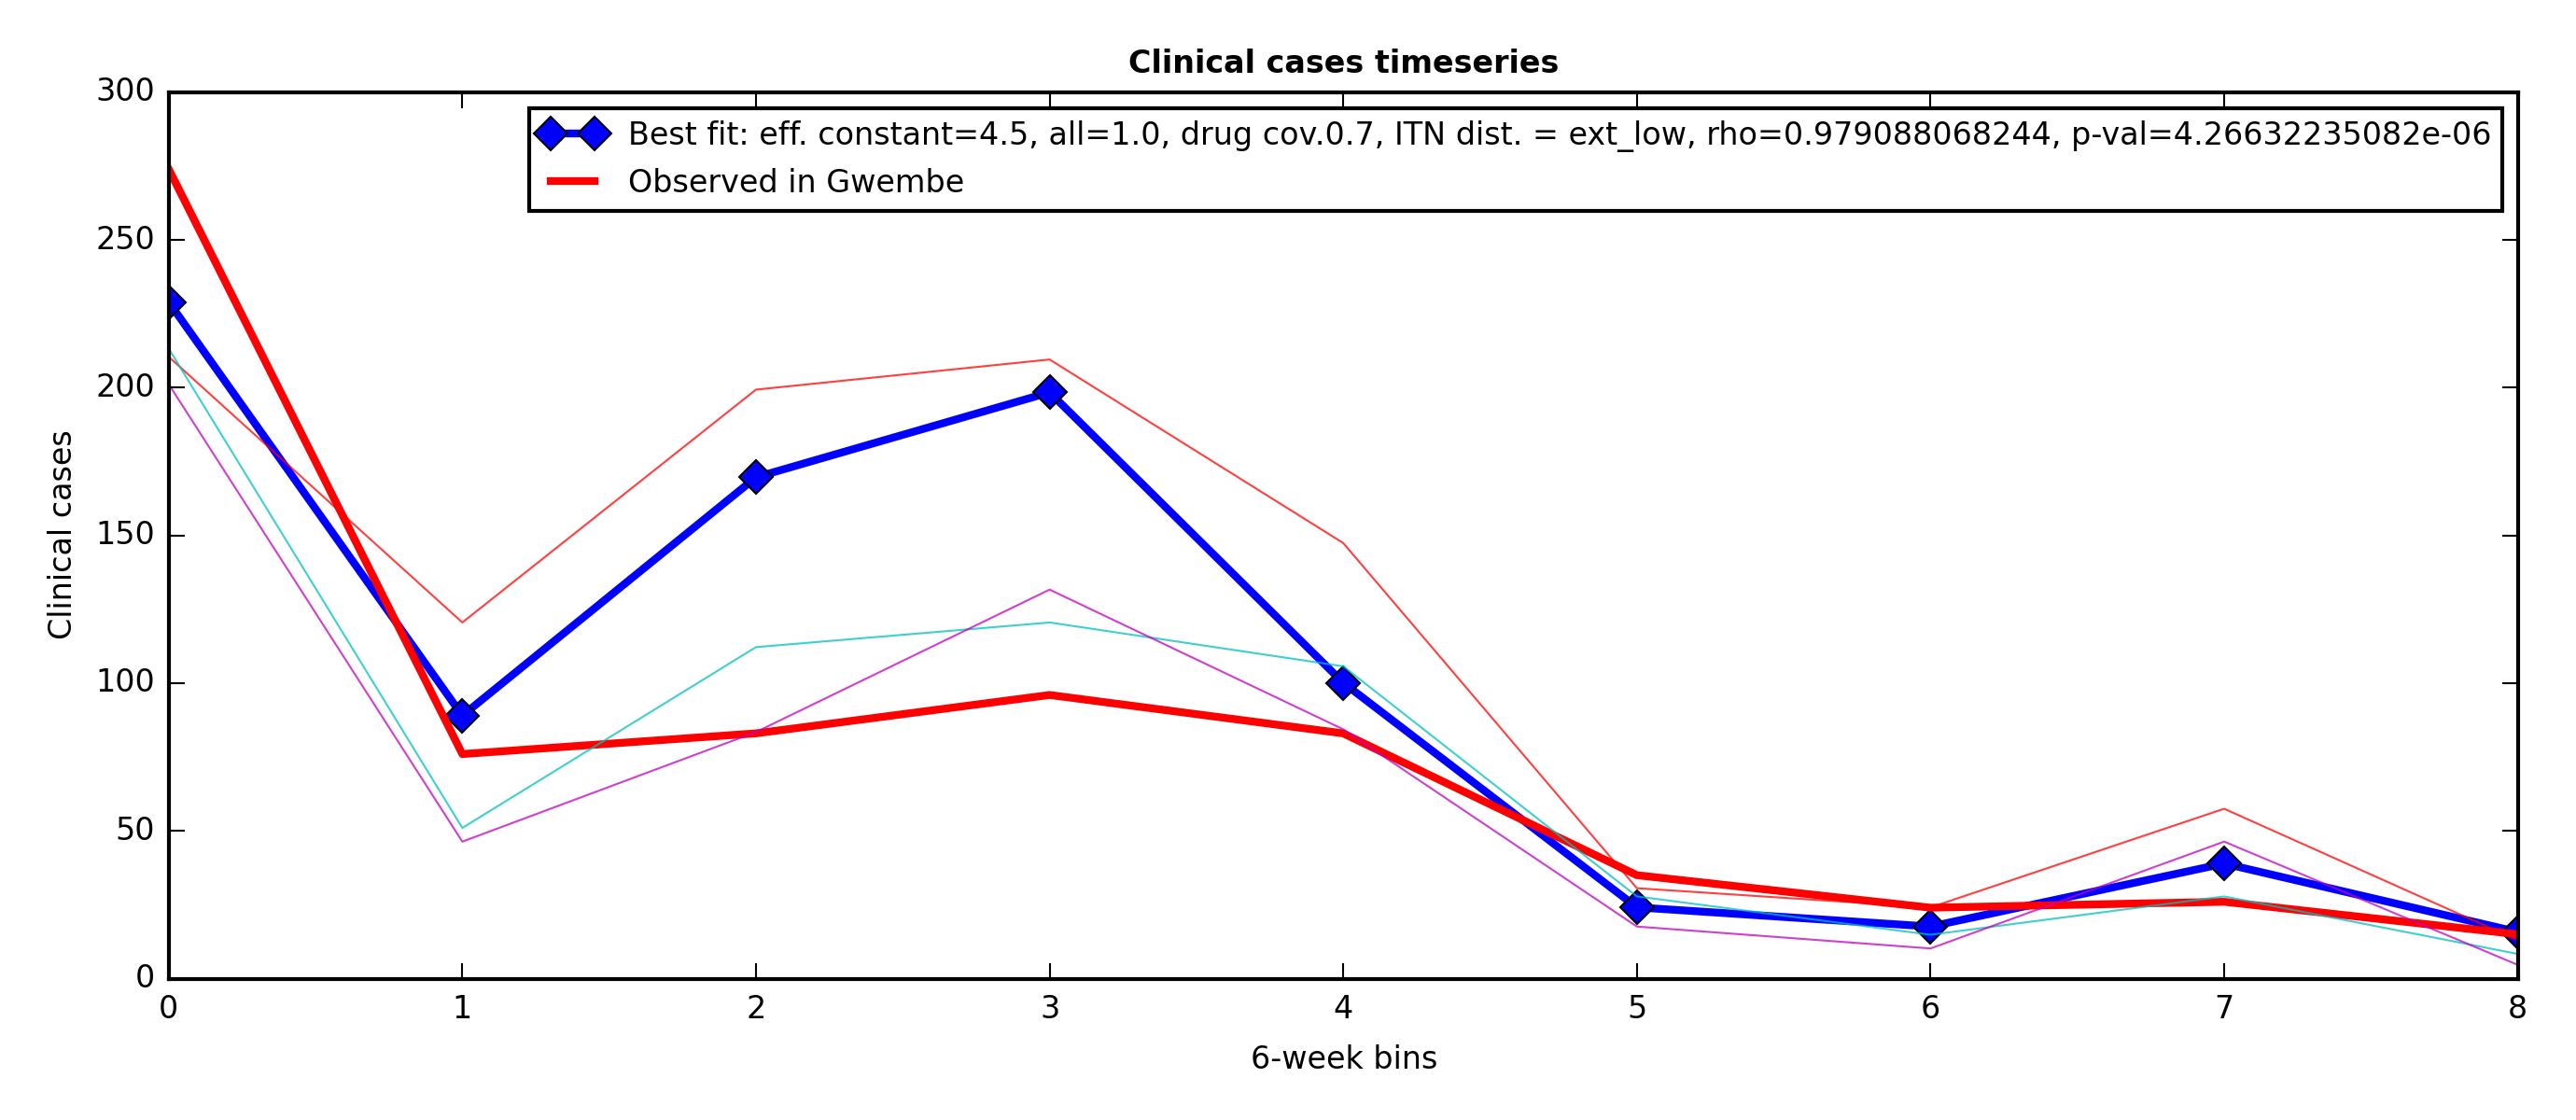 Clinical cases timeseries
300
250
200
150
100
50
0
Clinical cases
Best fit: eff. constant=4.5, all=1.0, drug cov.0.7, ITN dist. = ext_low, rho=0.979088068244, p-val=4.26632235082e-06
Observed in Gwembe
0 1 2 3 4 5 6 7 8
6-week bins